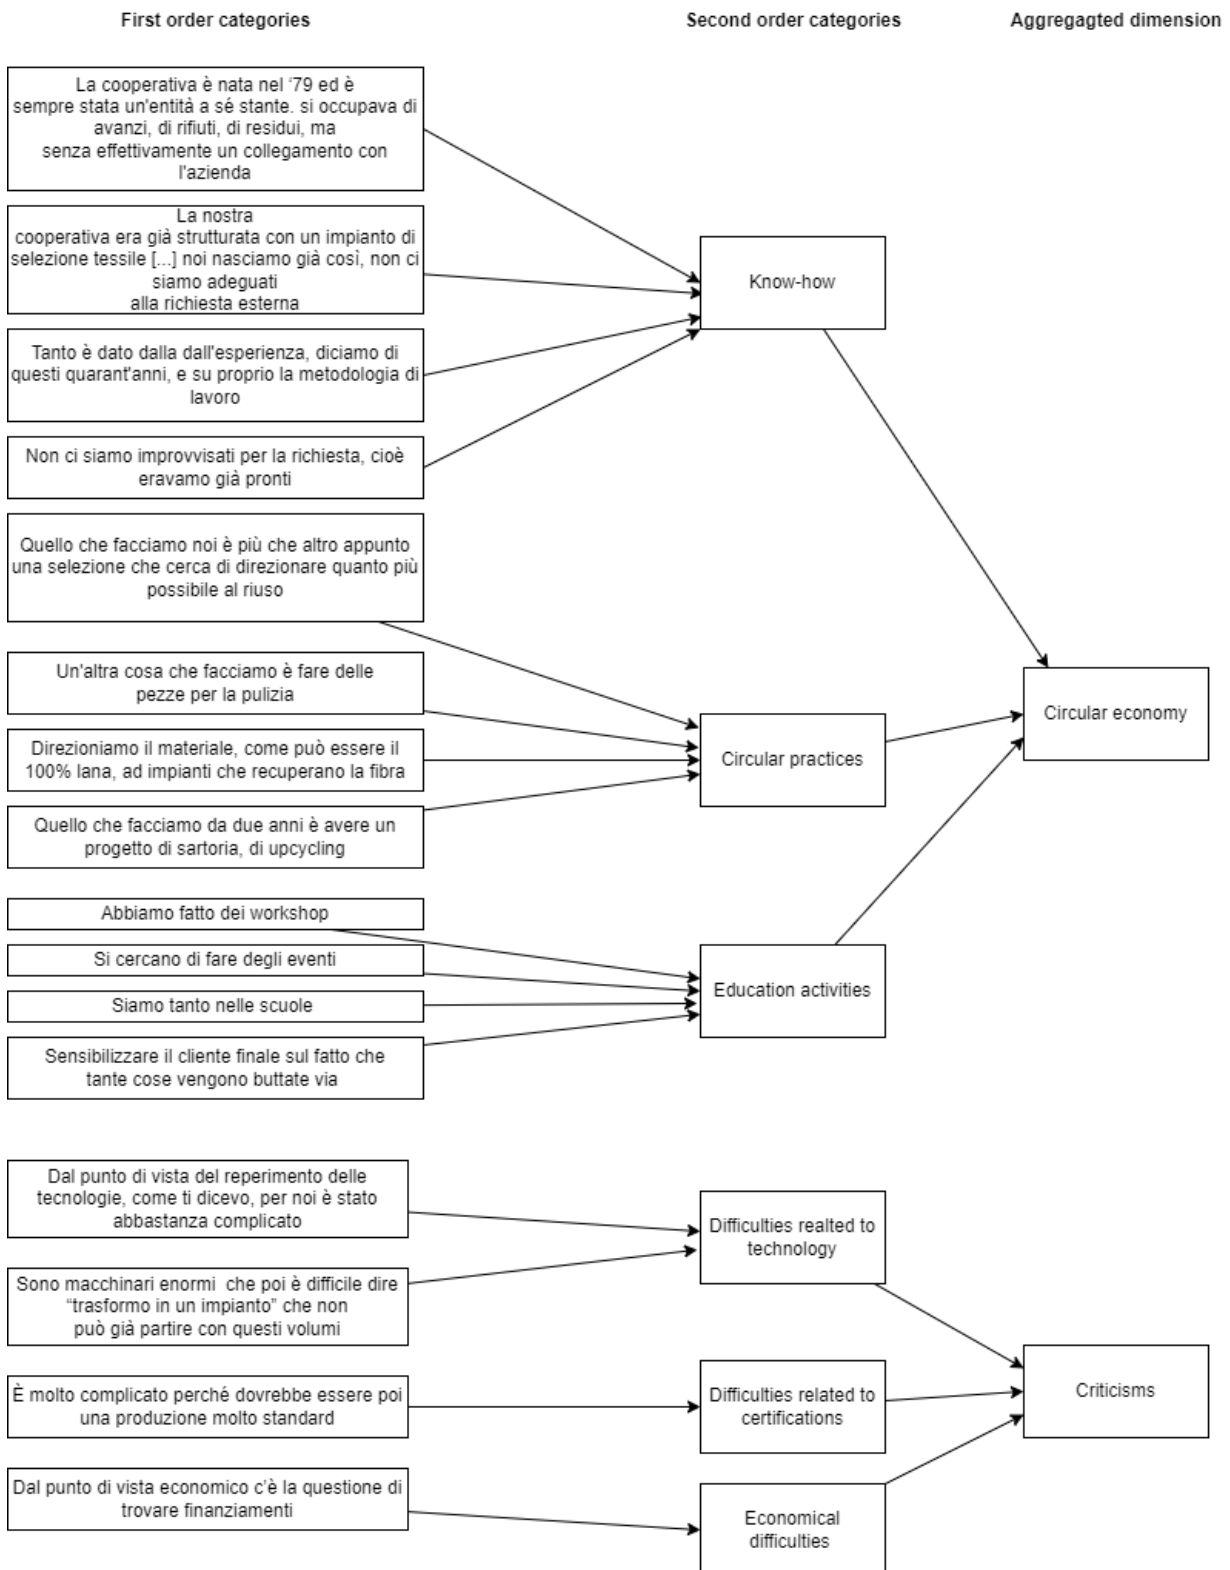 First order categories
Second order categories
Aggregagted dimension
La cooperativa è nata nel '79 ed è
sempre stata un'entità a sé stante. si occupava di
avanzi, di rifiuti, di residui, ma
senza effettivamente un collegamento con
l'azienda
La nostra
cooperativa era già strutturata con un impianto di
selezione tessile [...] noi nasciamo già così, non ci
siamo adeguati
alla richiesta esterna
Tanto è dato dalla dall'esperienza, diciamo di
questi quarant'anni, e su proprio la metodologia di
lavoro
Non ci siamo improvvisati per la richiesta, cioè
eravamo già pronti
Know-how
Quello che facciamo noi è più che altro appunto
una selezione che cerca di direzionare quanto più
possibile al riuso
Un'altra cosa che facciamo è fare delle
pezze per la pulizia
Direzioniamo il materiale, come può essere il
100% lana, ad impianti che recuperano la fibra
Quello che facciamo da due anni è avere un
progetto di sartoria, di upcycling
Circular practices
Circular economy
Abbiamo fatto dei workshop
Si cercano di fare degli eventi
Siamo tanto nelle scuole
Sensibilizzare il cliente finale sul fatto che
tante cose vengono buttate via
Education activities
Dal punto di vista del reperimento delle
tecnologie, come ti dicevo, per noi è stato
abbastanza complicato
Sono macchinari enormi che poi è difficile dire
“trasformo in un impianto” che non
può già partire con questi volumi
Difficulties realted to
technology
È molto complicato perché dovrebbe essere poi
una produzione molto standard
Difficulties related to
certifications
Criticisms
Dal punto di vista economico c'è la questione di
trovare finanziamenti
Economical
difficulties